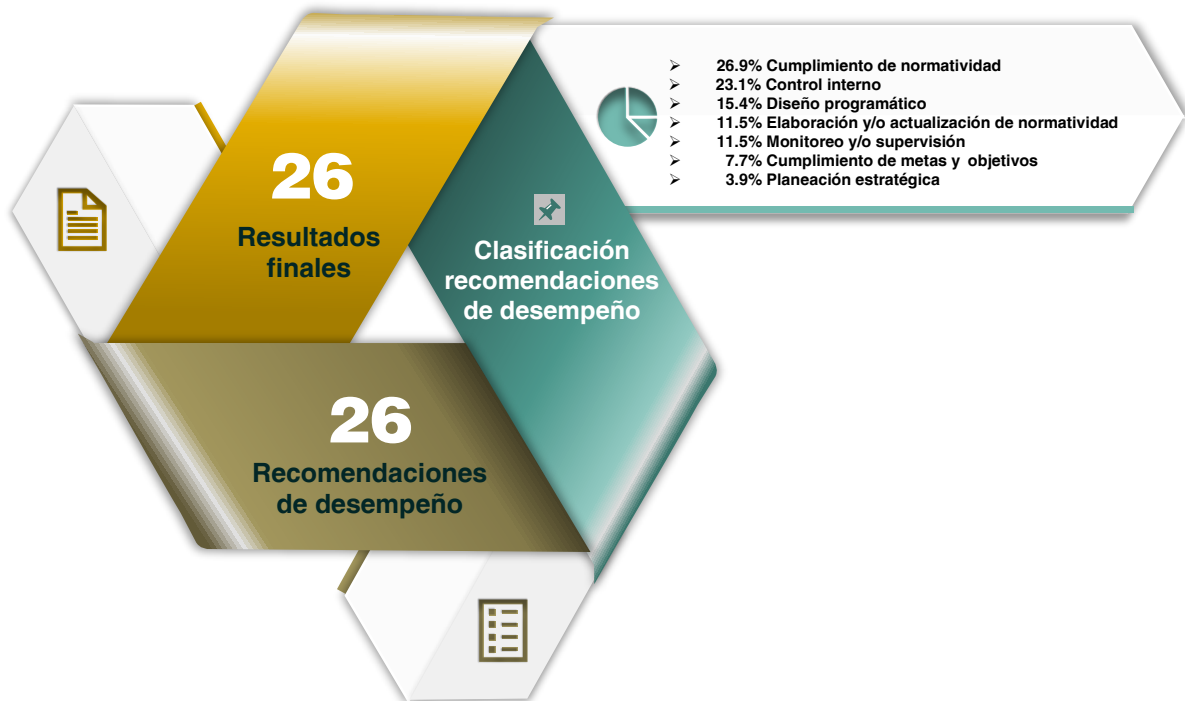 26
Resultados
finales
Clasificación
recomendaciones
de desempeño
➢ 26.9% Cumplimiento de normatividad
➢ 23.1% Control interno
➢ 15.4% Diseño programático
➢ 11.5% Elaboración y/o actualización de normatividad
➢ 11.5% Monitoreo y/o supervisión
➢ 7.7% Cumplimiento de metas y objetivos
➢ 3.9% Planeación estratégica
26
Recomendaciones
de desempeño